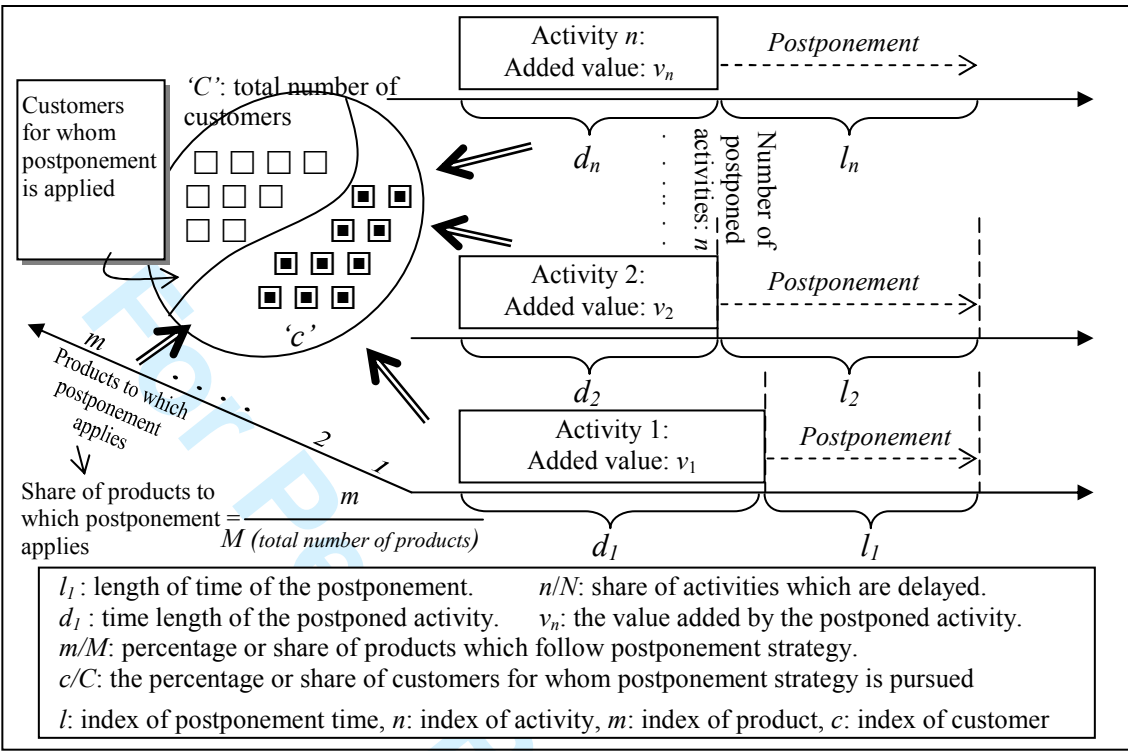 Activity n:
Added value: vₙ
Postponement
dₙ
lₙ
Customers
for whom
postponement
is applied
‘C’: total number of
customers
‘c’
Number of
postponed
activities: n
Activity 2:
Added value: v₂
Postponement
d₂
l₂
Activity 1:
Added value: v₁
Postponement
d₁
l₁
m
. . . .
2
1
Products to which
postponement
applies
Share of products to
which postponement
applies
=
m
M (total number of products)
l₁ : length of time of the postponement. n/N: share of activities which are delayed.
d₁ : time length of the postponed activity. vₙ: the value added by the postponed activity.
m/M: percentage or share of products which follow postponement strategy.
c/C: the percentage or share of customers for whom postponement strategy is pursued
l: index of postponement time, n: index of activity, m: index of product, c: index of customer
For Pe